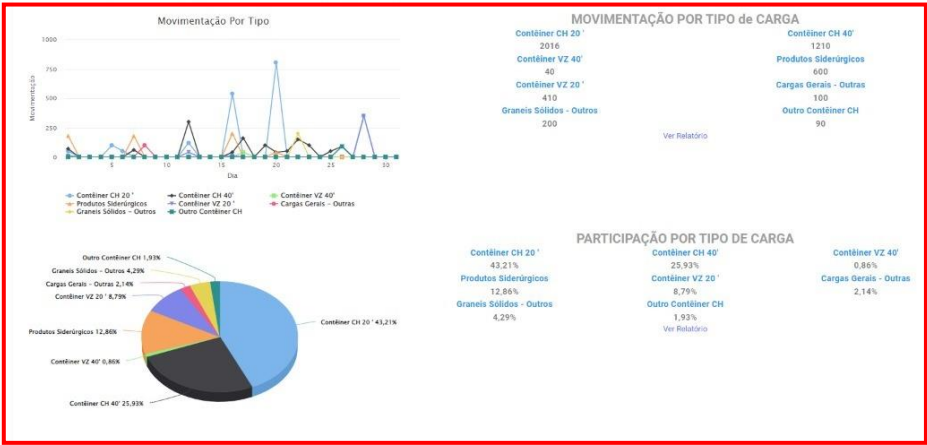 Movimentação Por Tipo
1000
750
500
250
0
Movimentação
0
5
10
15
20
25
30
Dia
Contêiner CH 20 '
Contêiner CH 40'
Contêiner VZ 40'
Produtos Siderúrgicos
Contêiner VZ 20 '
Cargas Gerais - Outras
Graneis Sólidos - Outros
Outro Contêiner CH
MOVIMENTAÇÃO POR TIPO de CARGA
Contêiner CH 20 '
2016
Contêiner CH 40'
1210
Contêiner VZ 40'
40
Produtos Siderúrgicos
600
Contêiner VZ 20 '
410
Cargas Gerais - Outras
100
Graneis Sólidos - Outros
200
Outro Contêiner CH
90
Ver Relatório
Outro Contêiner CH 1,93%
Graneis Sólidos - Outros 4,29%
Cargas Gerais - Outras 2,14%
Contêiner VZ 20 ' 8,79%
Produtos Siderúrgicos 12,86%
Contêiner VZ 40' 0,86%
Contêiner CH 40' 25,93%
Contêiner CH 20 ' 43,21%
PARTICIPAÇÃO POR TIPO DE CARGA
Contêiner CH 20 '
43,21%
Contêiner CH 40'
25,93%
Contêiner VZ 40'
0,86%
Produtos Siderúrgicos
12,86%
Contêiner VZ 20 '
8,79%
Cargas Gerais - Outras
2,14%
Graneis Sólidos - Outros
4,29%
Outro Contêiner CH
1,93%
Ver Relatório